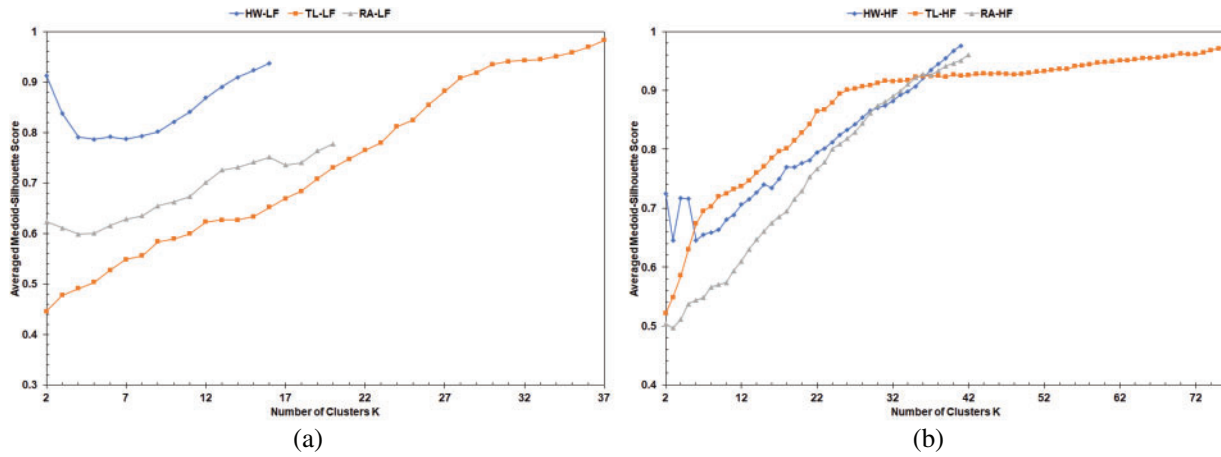 HW-LF TL-LF RA-LF
1
0.9
0.8
0.7
0.6
0.5
0.4
0.3
Averaged Medoid-Silhouette Score
2 7 12 17 22 27 32 37
Number of Clusters K
(a)
HW-HF TL-HF RA-HF
1
0.9
0.8
0.7
0.6
0.5
0.4
Averaged Medoid-Silhouette Score
2 12 22 32 42 52 62 72
Number of Clusters K
(b)